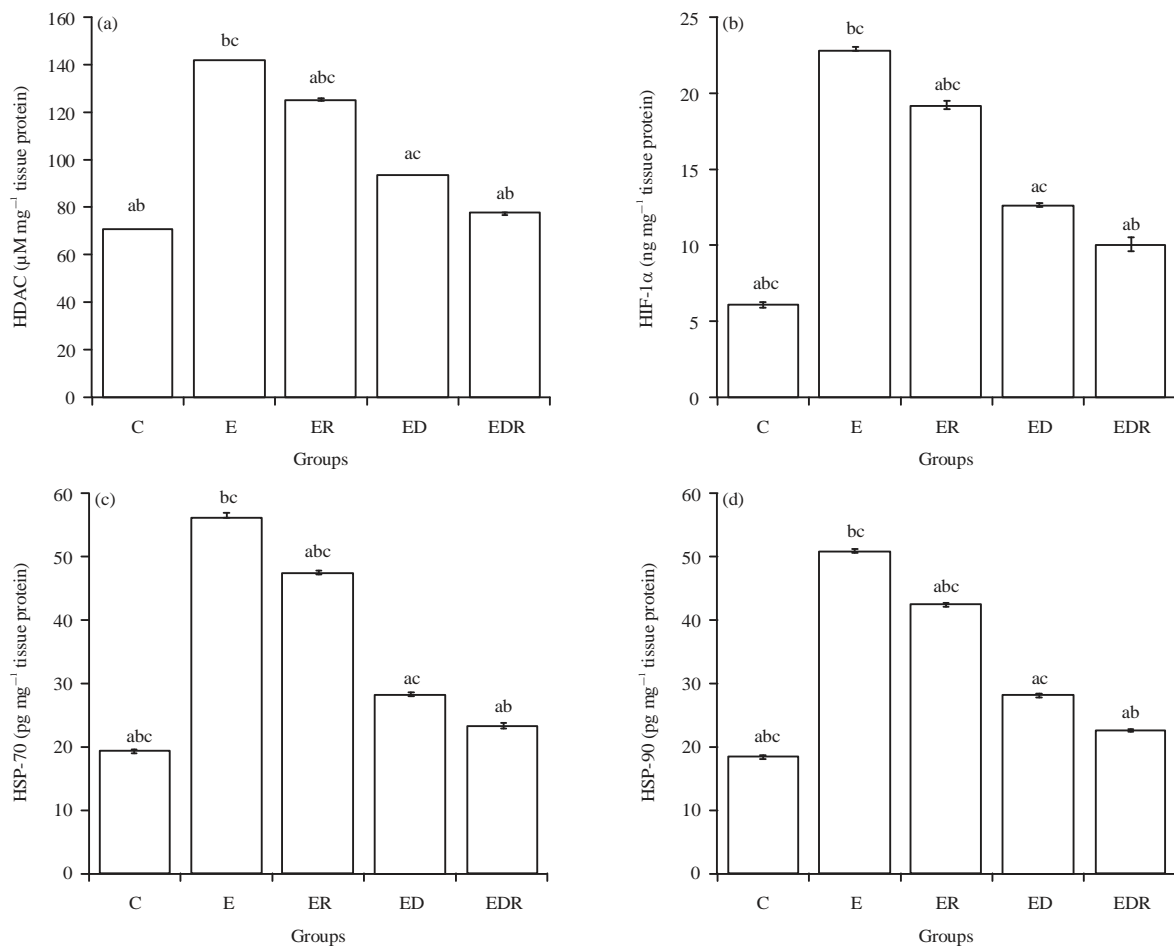 (a)
HDAC (µM mg⁻¹ tissue protein)
160
140
120
100
80
60
40
20
0
ab
bc
abc
ac
ab
C E ER ED EDR
Groups
(b)
HIF-1α (ng mg⁻¹ tissue protein)
25
20
15
10
5
0
abc
bc
abc
ac
ab
C E ER ED EDR
Groups
(c)
HSP-70 (pg mg⁻¹ tissue protein)
60
50
40
30
20
10
0
abc
bc
abc
ac
ab
C E ER ED EDR
Groups
(d)
HSP-90 (pg mg⁻¹ tissue protein)
60
50
40
30
20
10
0
abc
bc
abc
ac
ab
C E ER ED EDR
Groups